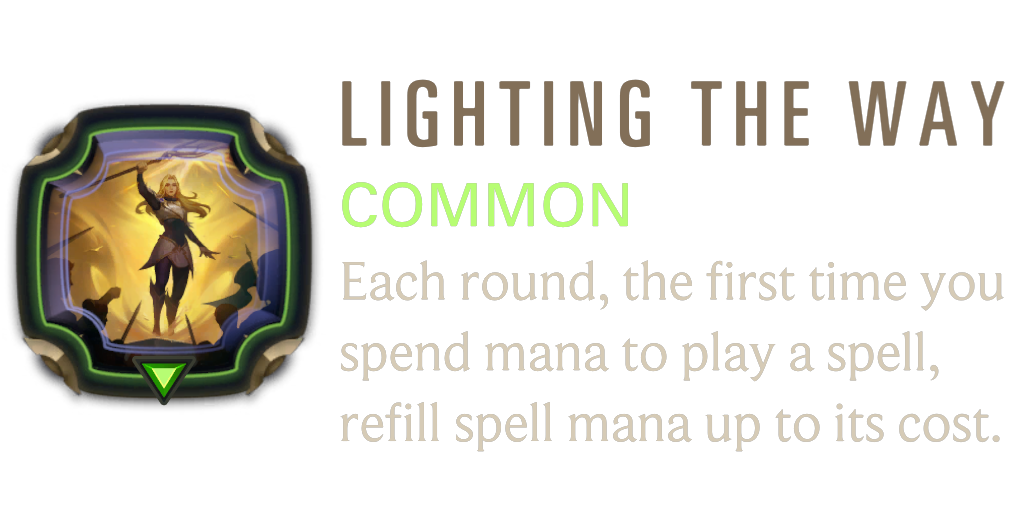 LIGHTING THE WAY
COMMON
Each round, the first time you
spend mana to play a spell,
refill spell mana up to its cost.